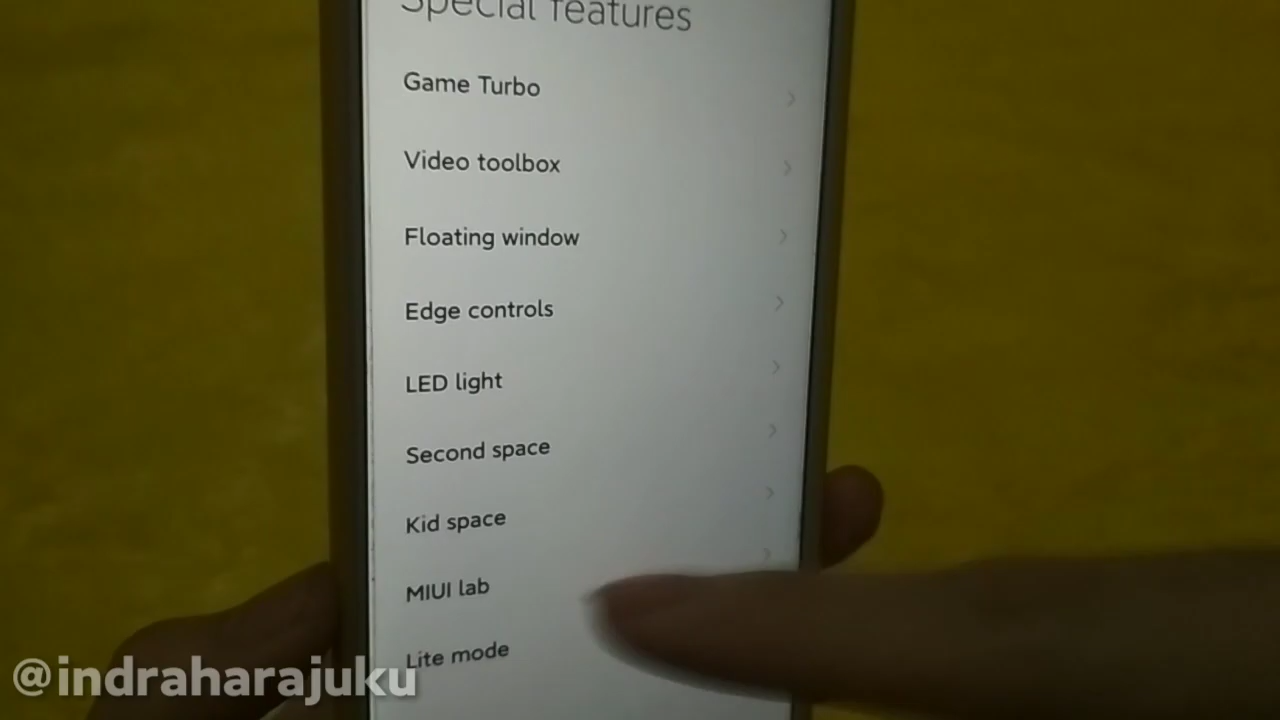 Special features
Game Turbo
Video toolbox
Floating window
Edge controls
LED light
Second space
Kid space
MIUI lab
Lite mode
@indraharajuku